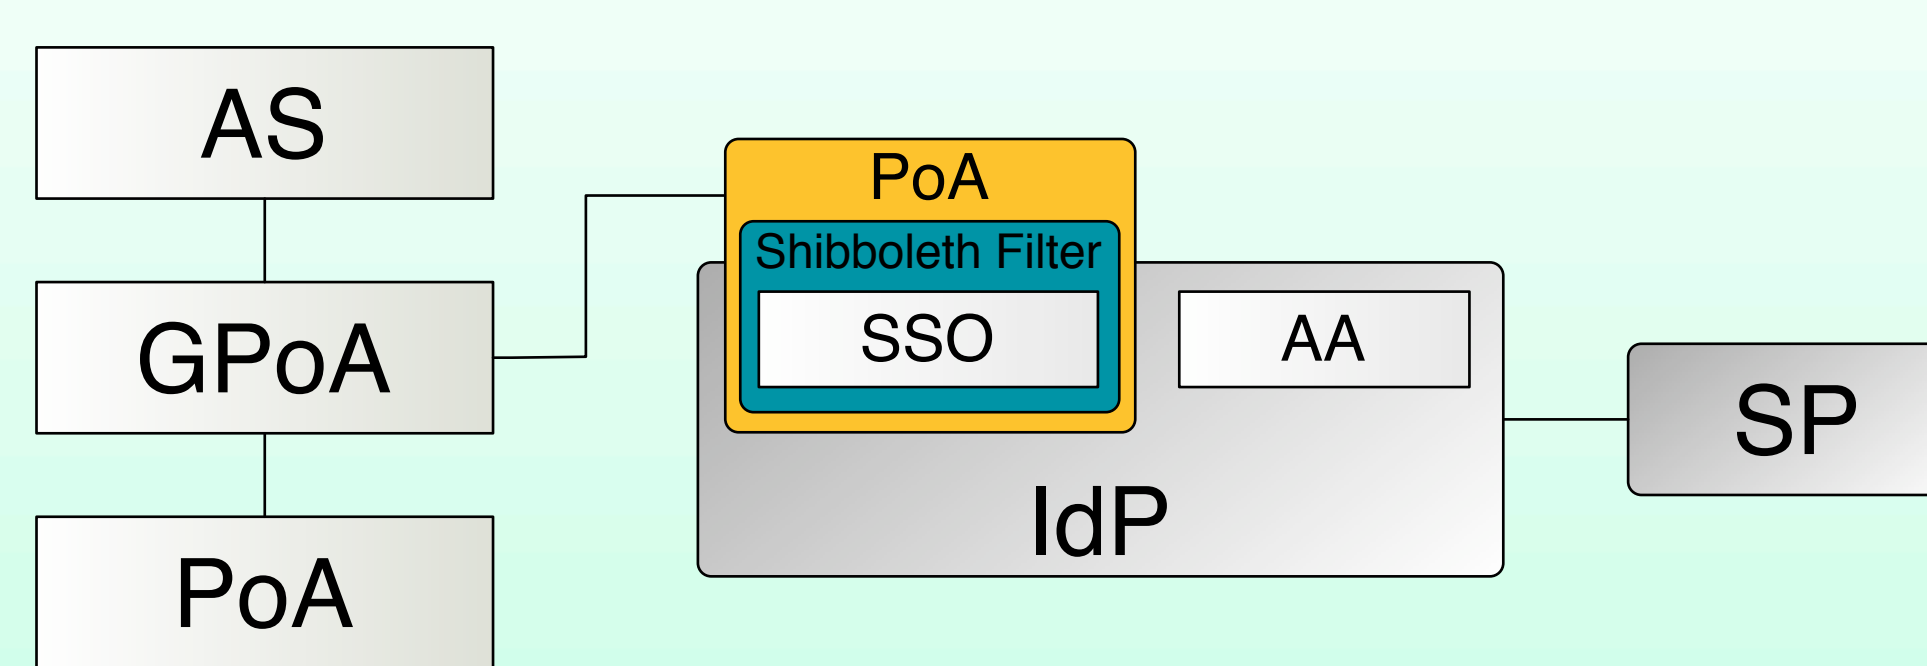 AS
GPoA
PoA
PoA
Shibboleth Filter
SSO
AA
IdP
SP